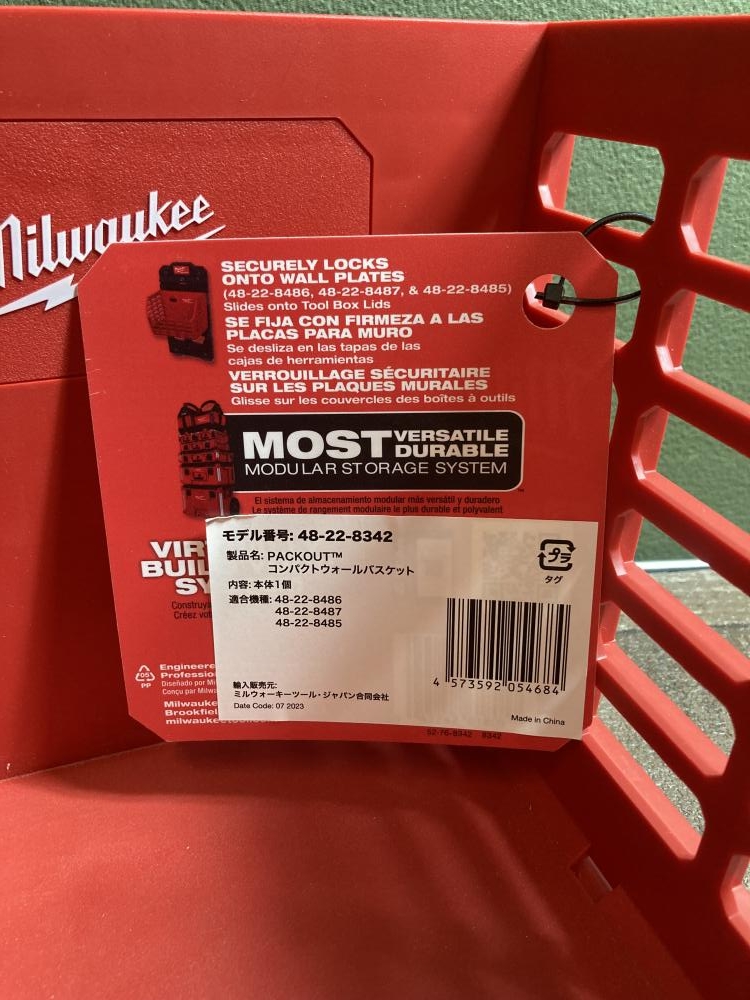 Milwaukee
SECURELY LOCKS
ONTO WALL PLATES
(48-22-8486, 48-22-8487, & 48-22-8485)
Slides onto Tool Box Lids
SE FIJA CON FIRMEZA A LAS
PLACAS PARA MURO
Se desliza en las tapas de las
cajas de herramientas
VERROUILLAGE SÉCURITAIRE
SUR LES PLAQUES MURALES
Glisse sur les couvercles des boîtes à outils
MOST VERSATILE
DURABLE
MODULAR STORAGE SYSTEM
El sistema de almacenamiento modular más versátil y duradero
Le système de rangement modulaire le plus durable et polyvalent
モデル番号: 48-22-8342
製品名: PACKOUT™
コンパクトウォールバスケット
内容: 本体1個
適合機種: 48-22-8486
48-22-8487
48-22-8485
プラ
タグ
4 573592 054684
輸入販売元:
ミルウォーキーツール・ジャパン合同会社
Date Code: 07 2023
Made in China
05
PP
Diseñado por
Conçu par
52-76-8342 8342